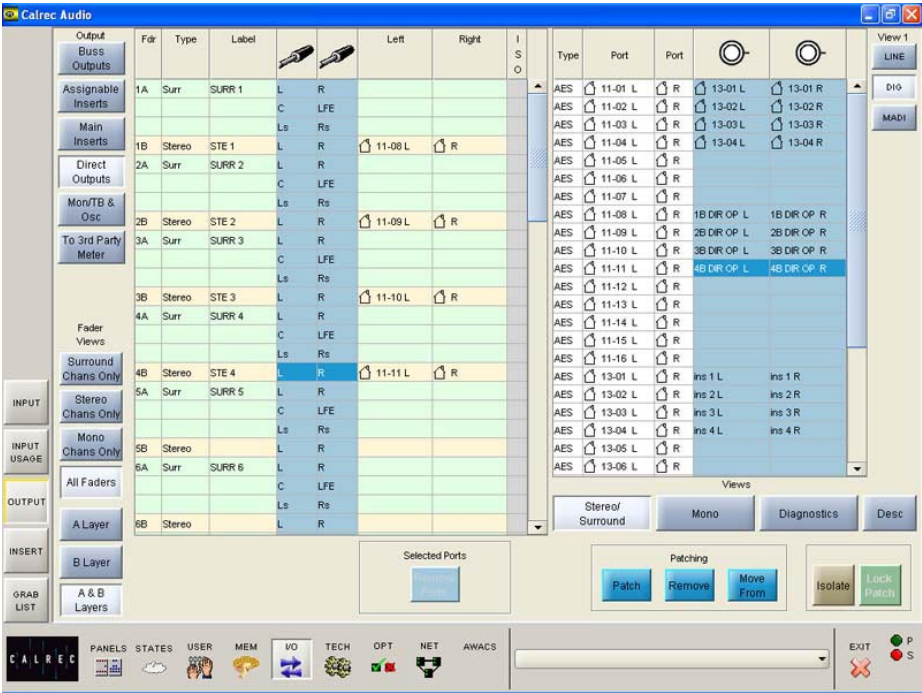 Calrec Audio
Output
Buss Outputs
Assignable Inserts
Main Inserts
Direct Outputs
Mon/TB & Osc
To 3rd Party Meter
Fader Views
Surround Chans Only
Stereo Chans Only
Mono Chans Only
All Faders
A Layer
B Layer
A & B Layers
INPUT
INPUT USAGE
OUTPUT
INSERT
GRAB LIST
Fdr Type Label Left Right ISO
1A Surr SURR 1 L R
C LFE
Ls Rs
1B Stereo STE 1 L R 11-08 L R
2A Surr SURR 2 L R
C LFE
Ls Rs
2B Stereo STE 2 L R 11-09 L R
3A Surr SURR 3 L R
C LFE
Ls Rs
3B Stereo STE 3 L R 11-10 L R
4A Surr SURR 4 L R
C LFE
Ls Rs
4B Stereo STE 4 L R 11-11 L R
5A Surr SURR 5 L R
C LFE
Ls Rs
5B Stereo L R
6A Surr SURR 6 L R
C LFE
Ls Rs
6B Stereo L R
Type Port Port
AES 11-01 L R 13-01 L 13-01 R
AES 11-02 L R 13-02 L 13-02 R
AES 11-03 L R 13-03 L 13-03 R
AES 11-04 L R 13-04 L 13-04 R
AES 11-05 L R
AES 11-06 L R
AES 11-07 L R
AES 11-08 L R 1B DIR OP L 1B DIR OP R
AES 11-09 L R 2B DIR OP L 2B DIR OP R
AES 11-10 L R 3B DIR OP L 3B DIR OP R
AES 11-11 L R 4B DIR OP L 4B DIR OP R
AES 11-12 L R
AES 11-13 L R
AES 11-14 L R
AES 11-15 L R
AES 11-16 L R
AES 13-01 L R ins 1 L ins 1 R
AES 13-02 L R ins 2 L ins 2 R
AES 13-03 L R ins 3 L ins 3 R
AES 13-04 L R ins 4 L ins 4 R
AES 13-05 L R
AES 13-06 L R
View 1
LINE
DIG
MADI
Views
Stereo/ Surround
Mono
Diagnostics
Desc
Selected Ports
Remove Ports
Patching
Patch
Remove
Move From
Isolate
Lock Patch
CALREC
PANELS STATES USER MEM I/O TECH OPT NET AWACS
EXIT
P
S